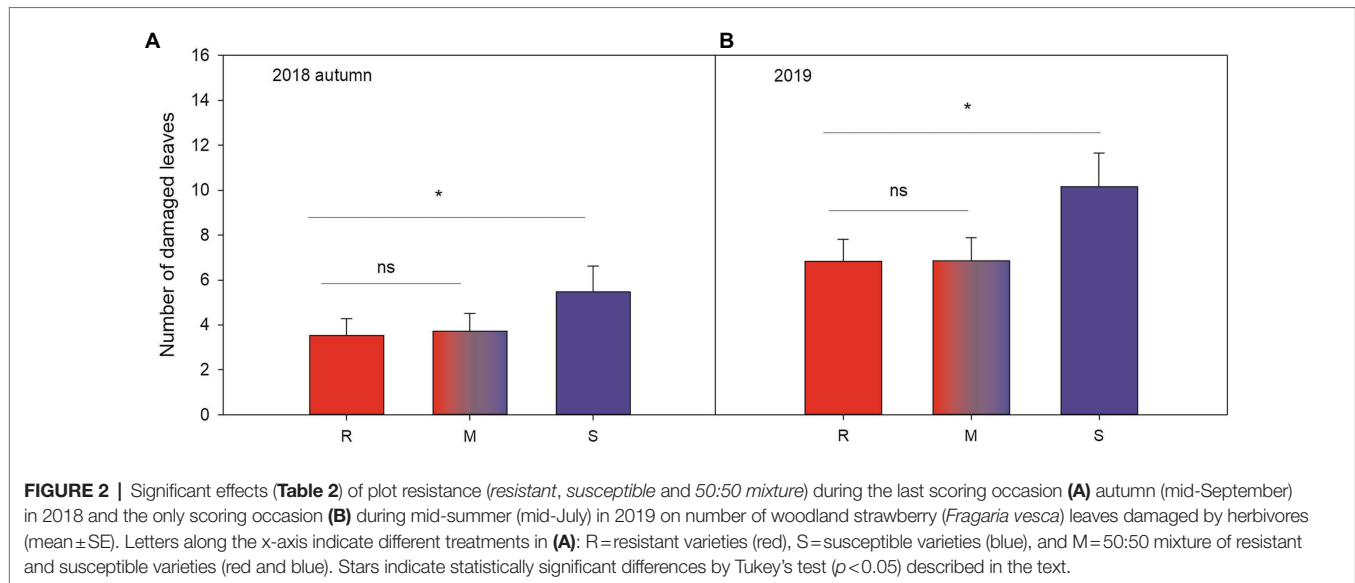 A
B
16
14
12
10
8
6
4
2
0
Number of damaged leaves
2018 autumn
*
ns
R M S
2019
*
ns
R M S
FIGURE 2 | Significant effects (Table 2) of plot resistance (resistant, susceptible and 50:50 mixture) during the last scoring occasion (A) autumn (mid-September)
in 2018 and the only scoring occasion (B) during mid-summer (mid-July) in 2019 on number of woodland strawberry (Fragaria vesca) leaves damaged by herbivores
(mean±SE). Letters along the x-axis indicate different treatments in (A): R=resistant varieties (red), S=susceptible varieties (blue), and M=50:50 mixture of resistant
and susceptible varieties (red and blue). Stars indicate statistically significant differences by Tukey's test (p<0.05) described in the text.